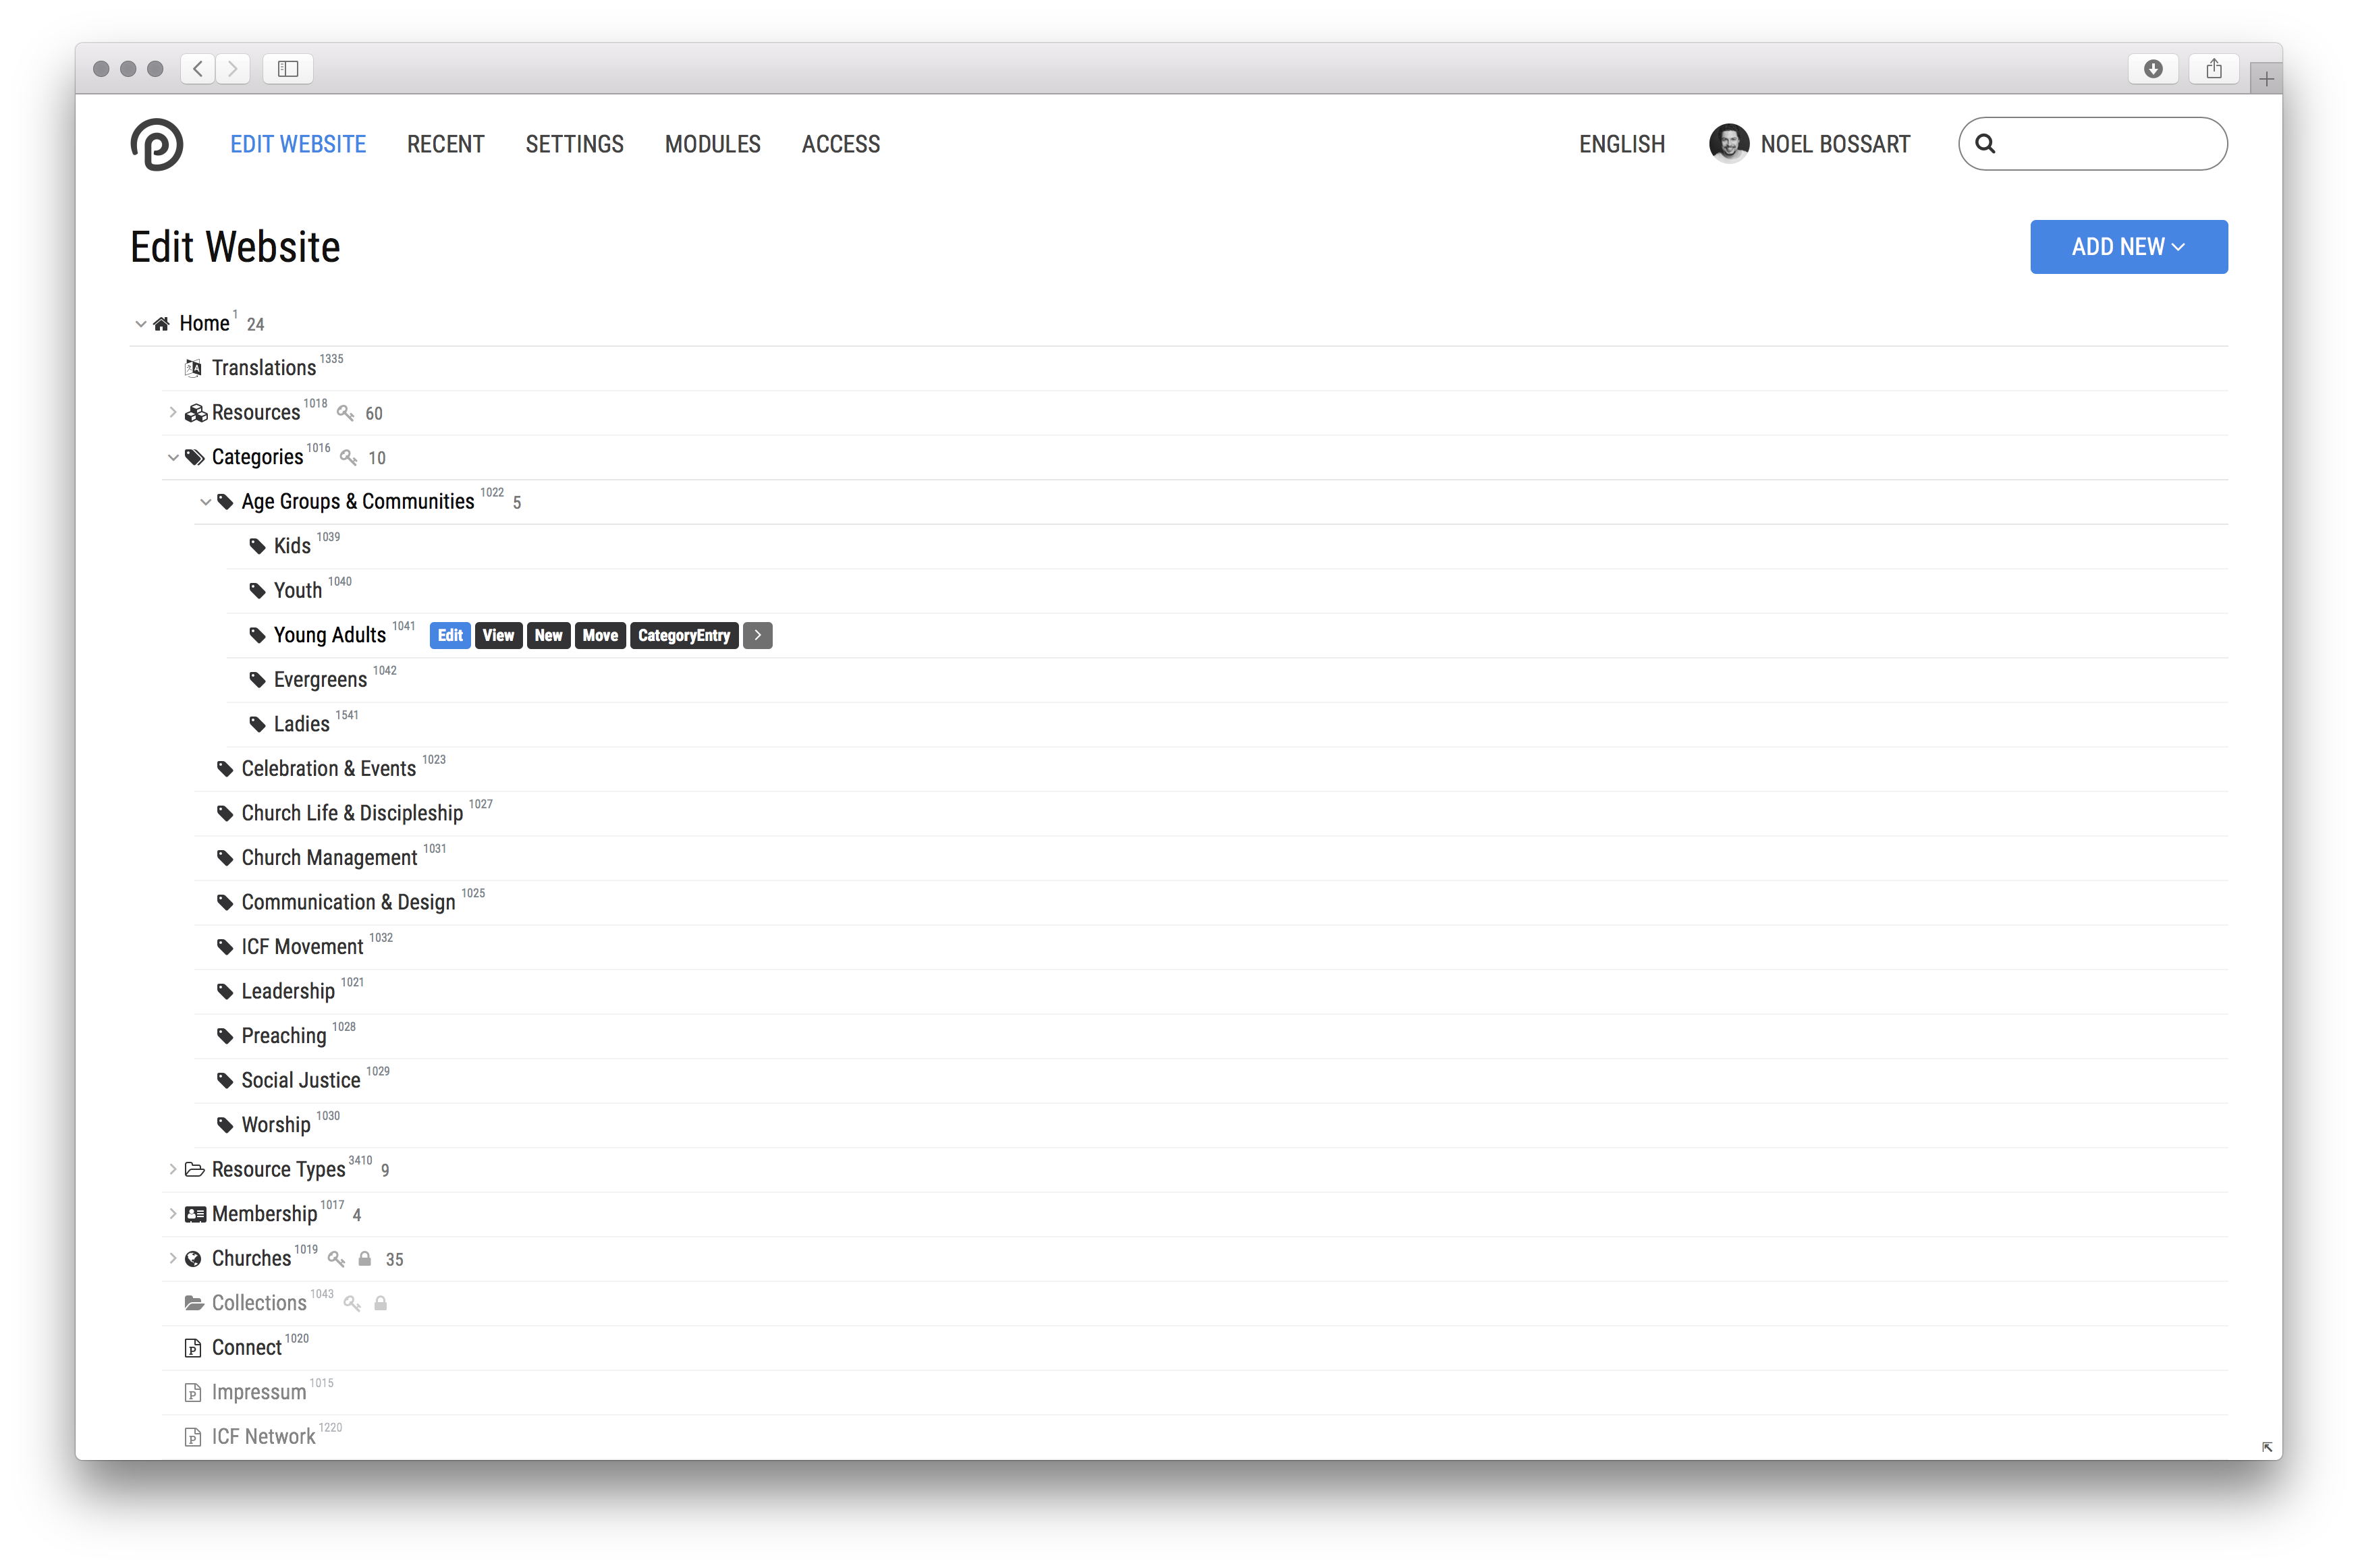 EDIT WEBSITE RECENT SETTINGS MODULES ACCESS ENGLISH NOEL BOSSART
Edit Website ADD NEW
Home 1 24
Translations 1335
Resources 1018 60
Categories 1016 10
Age Groups & Communities 1022 5
Kids 1039
Youth 1040
Young Adults 1041 Edit View New Move CategoryEntry
Evergreens 1042
Ladies 1541
Celebration & Events 1023
Church Life & Discipleship 1027
Church Management 1031
Communication & Design 1025
ICF Movement 1032
Leadership 1021
Preaching 1028
Social Justice 1029
Worship 1030
Resource Types 3410 9
Membership 1017 4
Churches 1019 35
Collections 1043
Connect 1020
Impressum 1015
ICF Network 1220